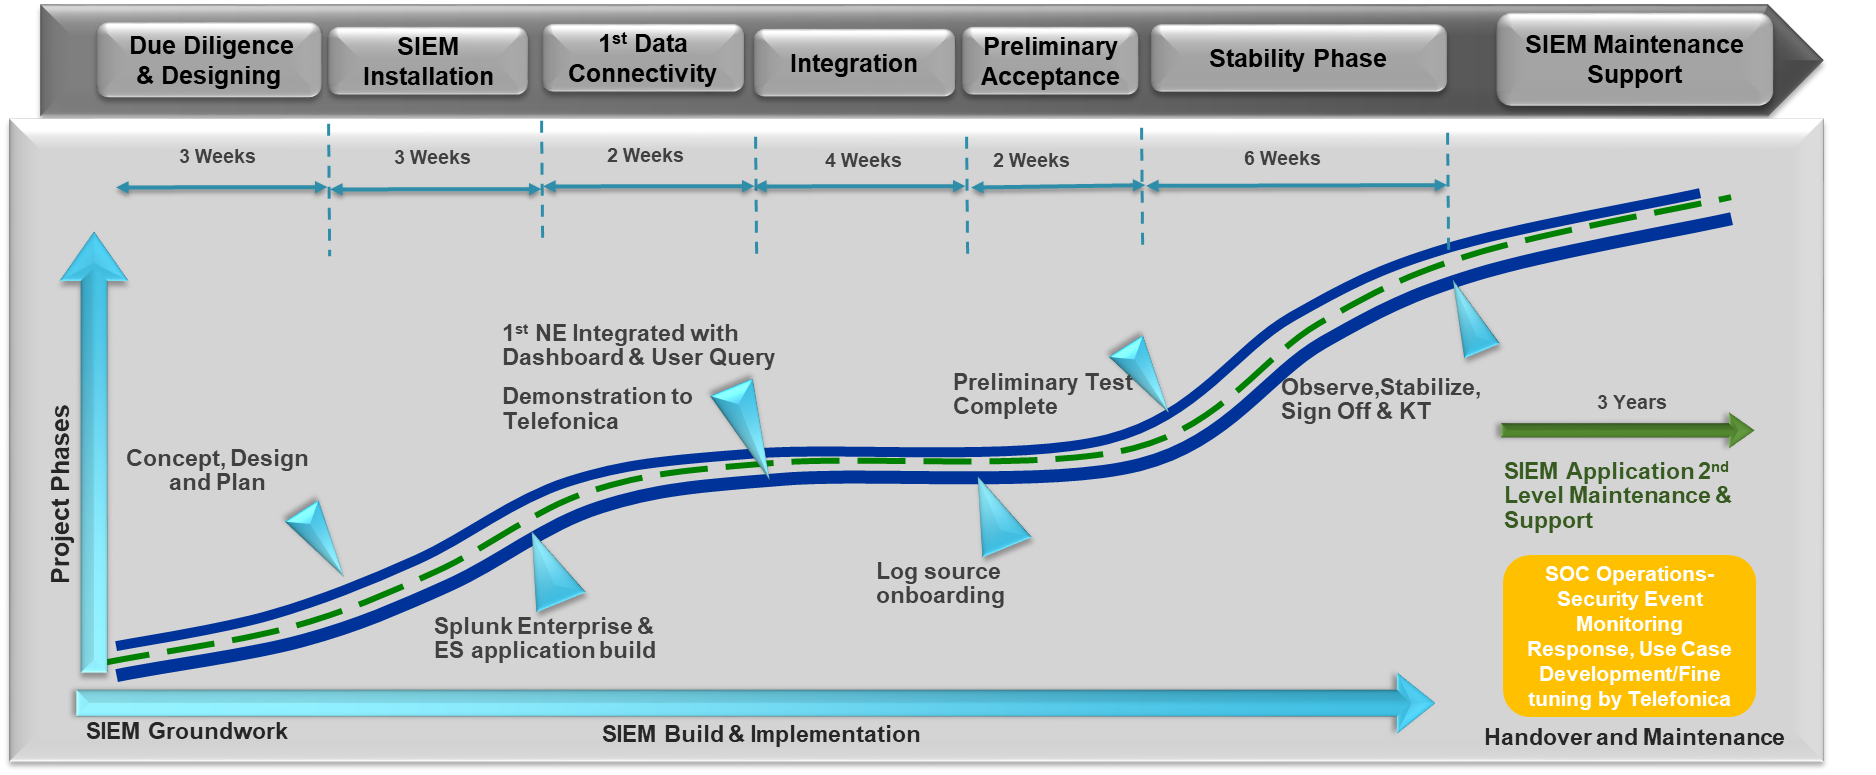 Due Diligence
& Designing
SIEM
Installation
1st Data
Connectivity
Integration
Preliminary
Acceptance
Stability Phase
SIEM Maintenance
Support
3 Weeks
3 Weeks
2 Weeks
4 Weeks
2 Weeks
6 Weeks
Project Phases
Concept, Design
and Plan
Splunk Enterprise &
ES application build
1st NE Integrated with
Dashboard & User Query
Demonstration to
Telefonica
Log source
onboarding
Preliminary Test
Complete
Observe,Stabilize,
Sign Off & KT
3 Years
SIEM Application 2nd
Level Maintenance &
Support
SOC Operations-
Security Event
Monitoring
Response, Use Case
Development/Fine
tuning by Telefonica
SIEM Groundwork
SIEM Build & Implementation
Handover and Maintenance